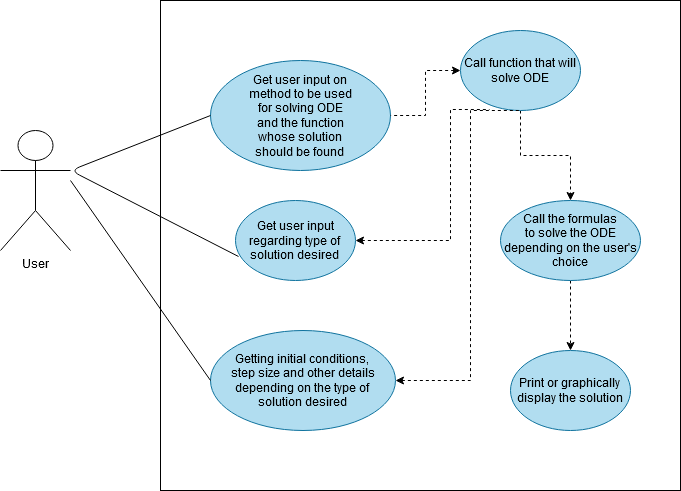 Get user input on
method to be used
for solving ODE
and the function
whose solution
should be found
Call function that will
solve ODE
User
Get user input
regarding type of
solution desired
Call the formulas
to solve the ODE
depending on the user's
choice
Getting initial conditions,
step size and other details
depending on the type of
solution desired
Print or graphically
display the solution